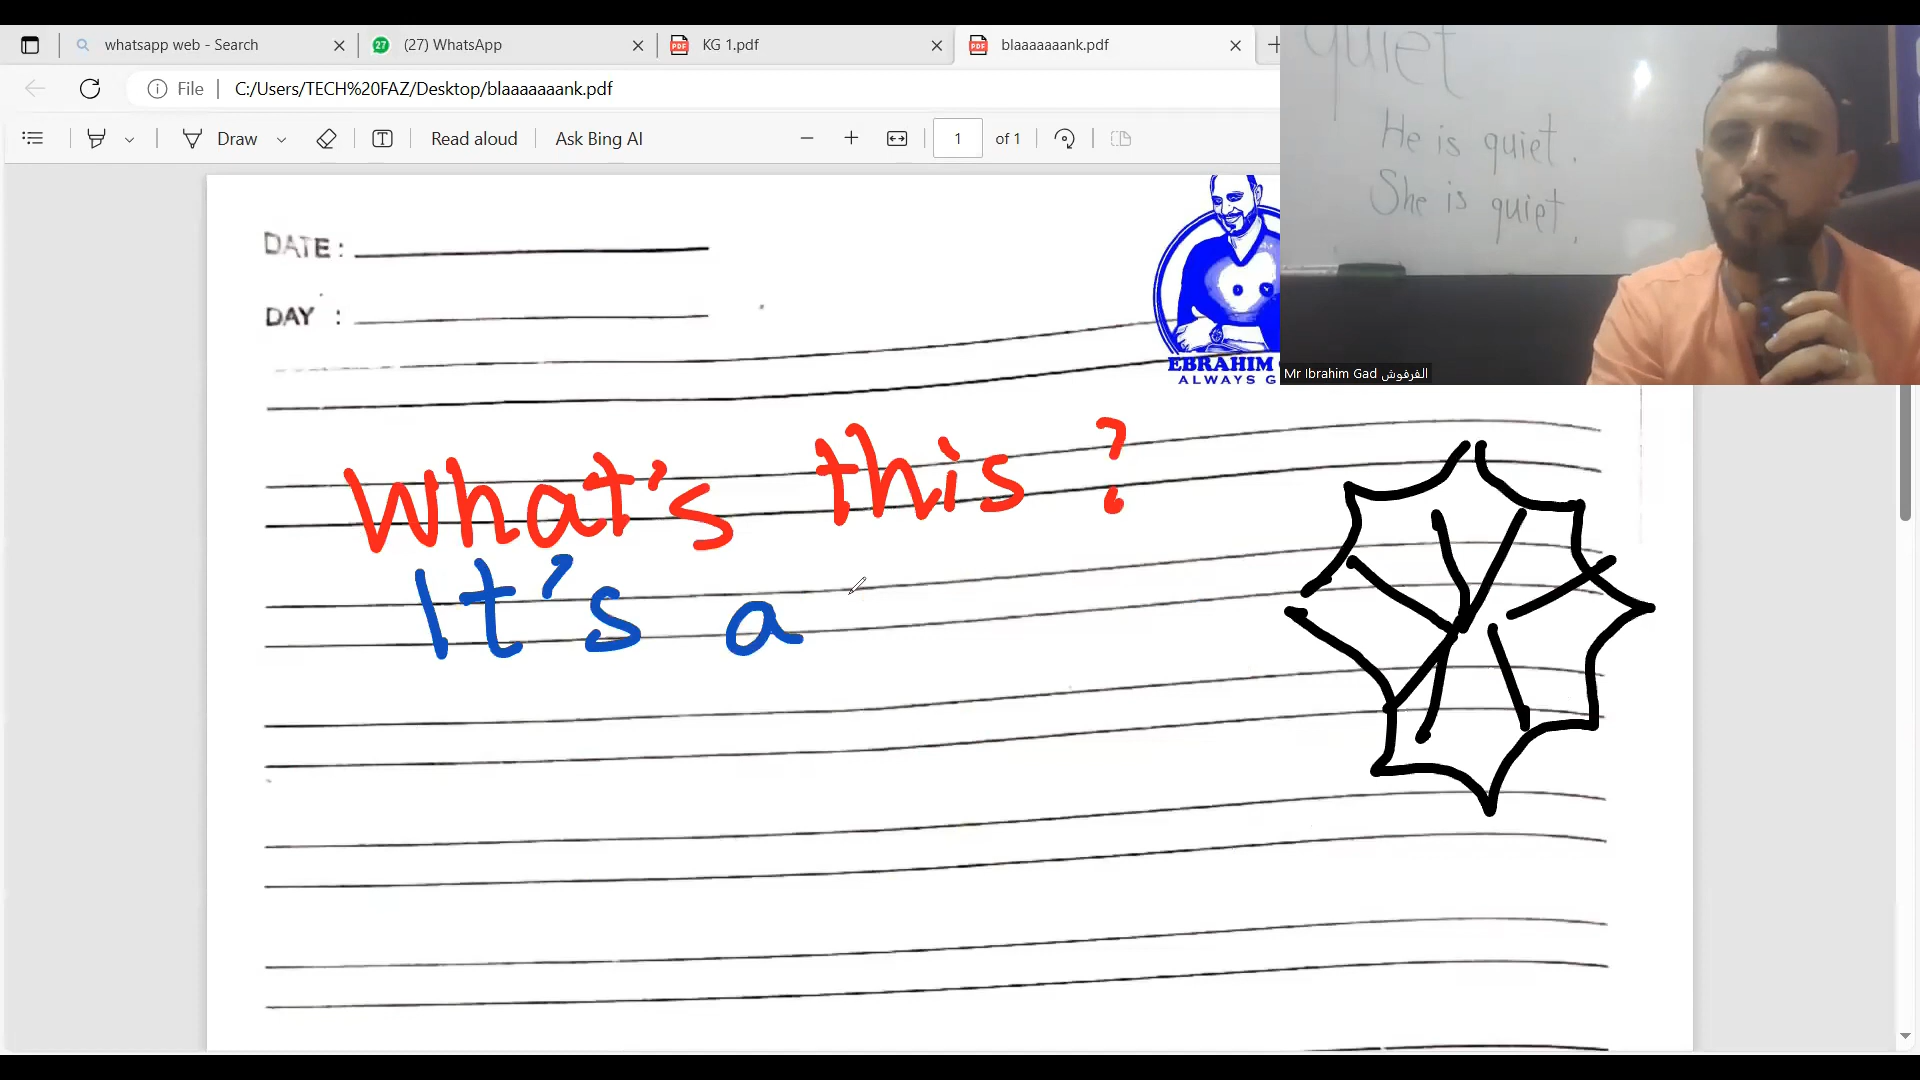 whatsapp web - Search
(27) WhatsApp
KG 1.pdf
blaaaaaaank.pdf
File
C:/Users/TECH%20FAZ/Desktop/blaaaaaaank.pdf
Draw
Read aloud
Ask Bing AI
1
of 1
quiet
He is quiet.
She is quiet.
Mr Ibrahim Gad الفرفوش
DATE:
DAY :
EBRAHIM
ALWAYS G
What's this?
It's a